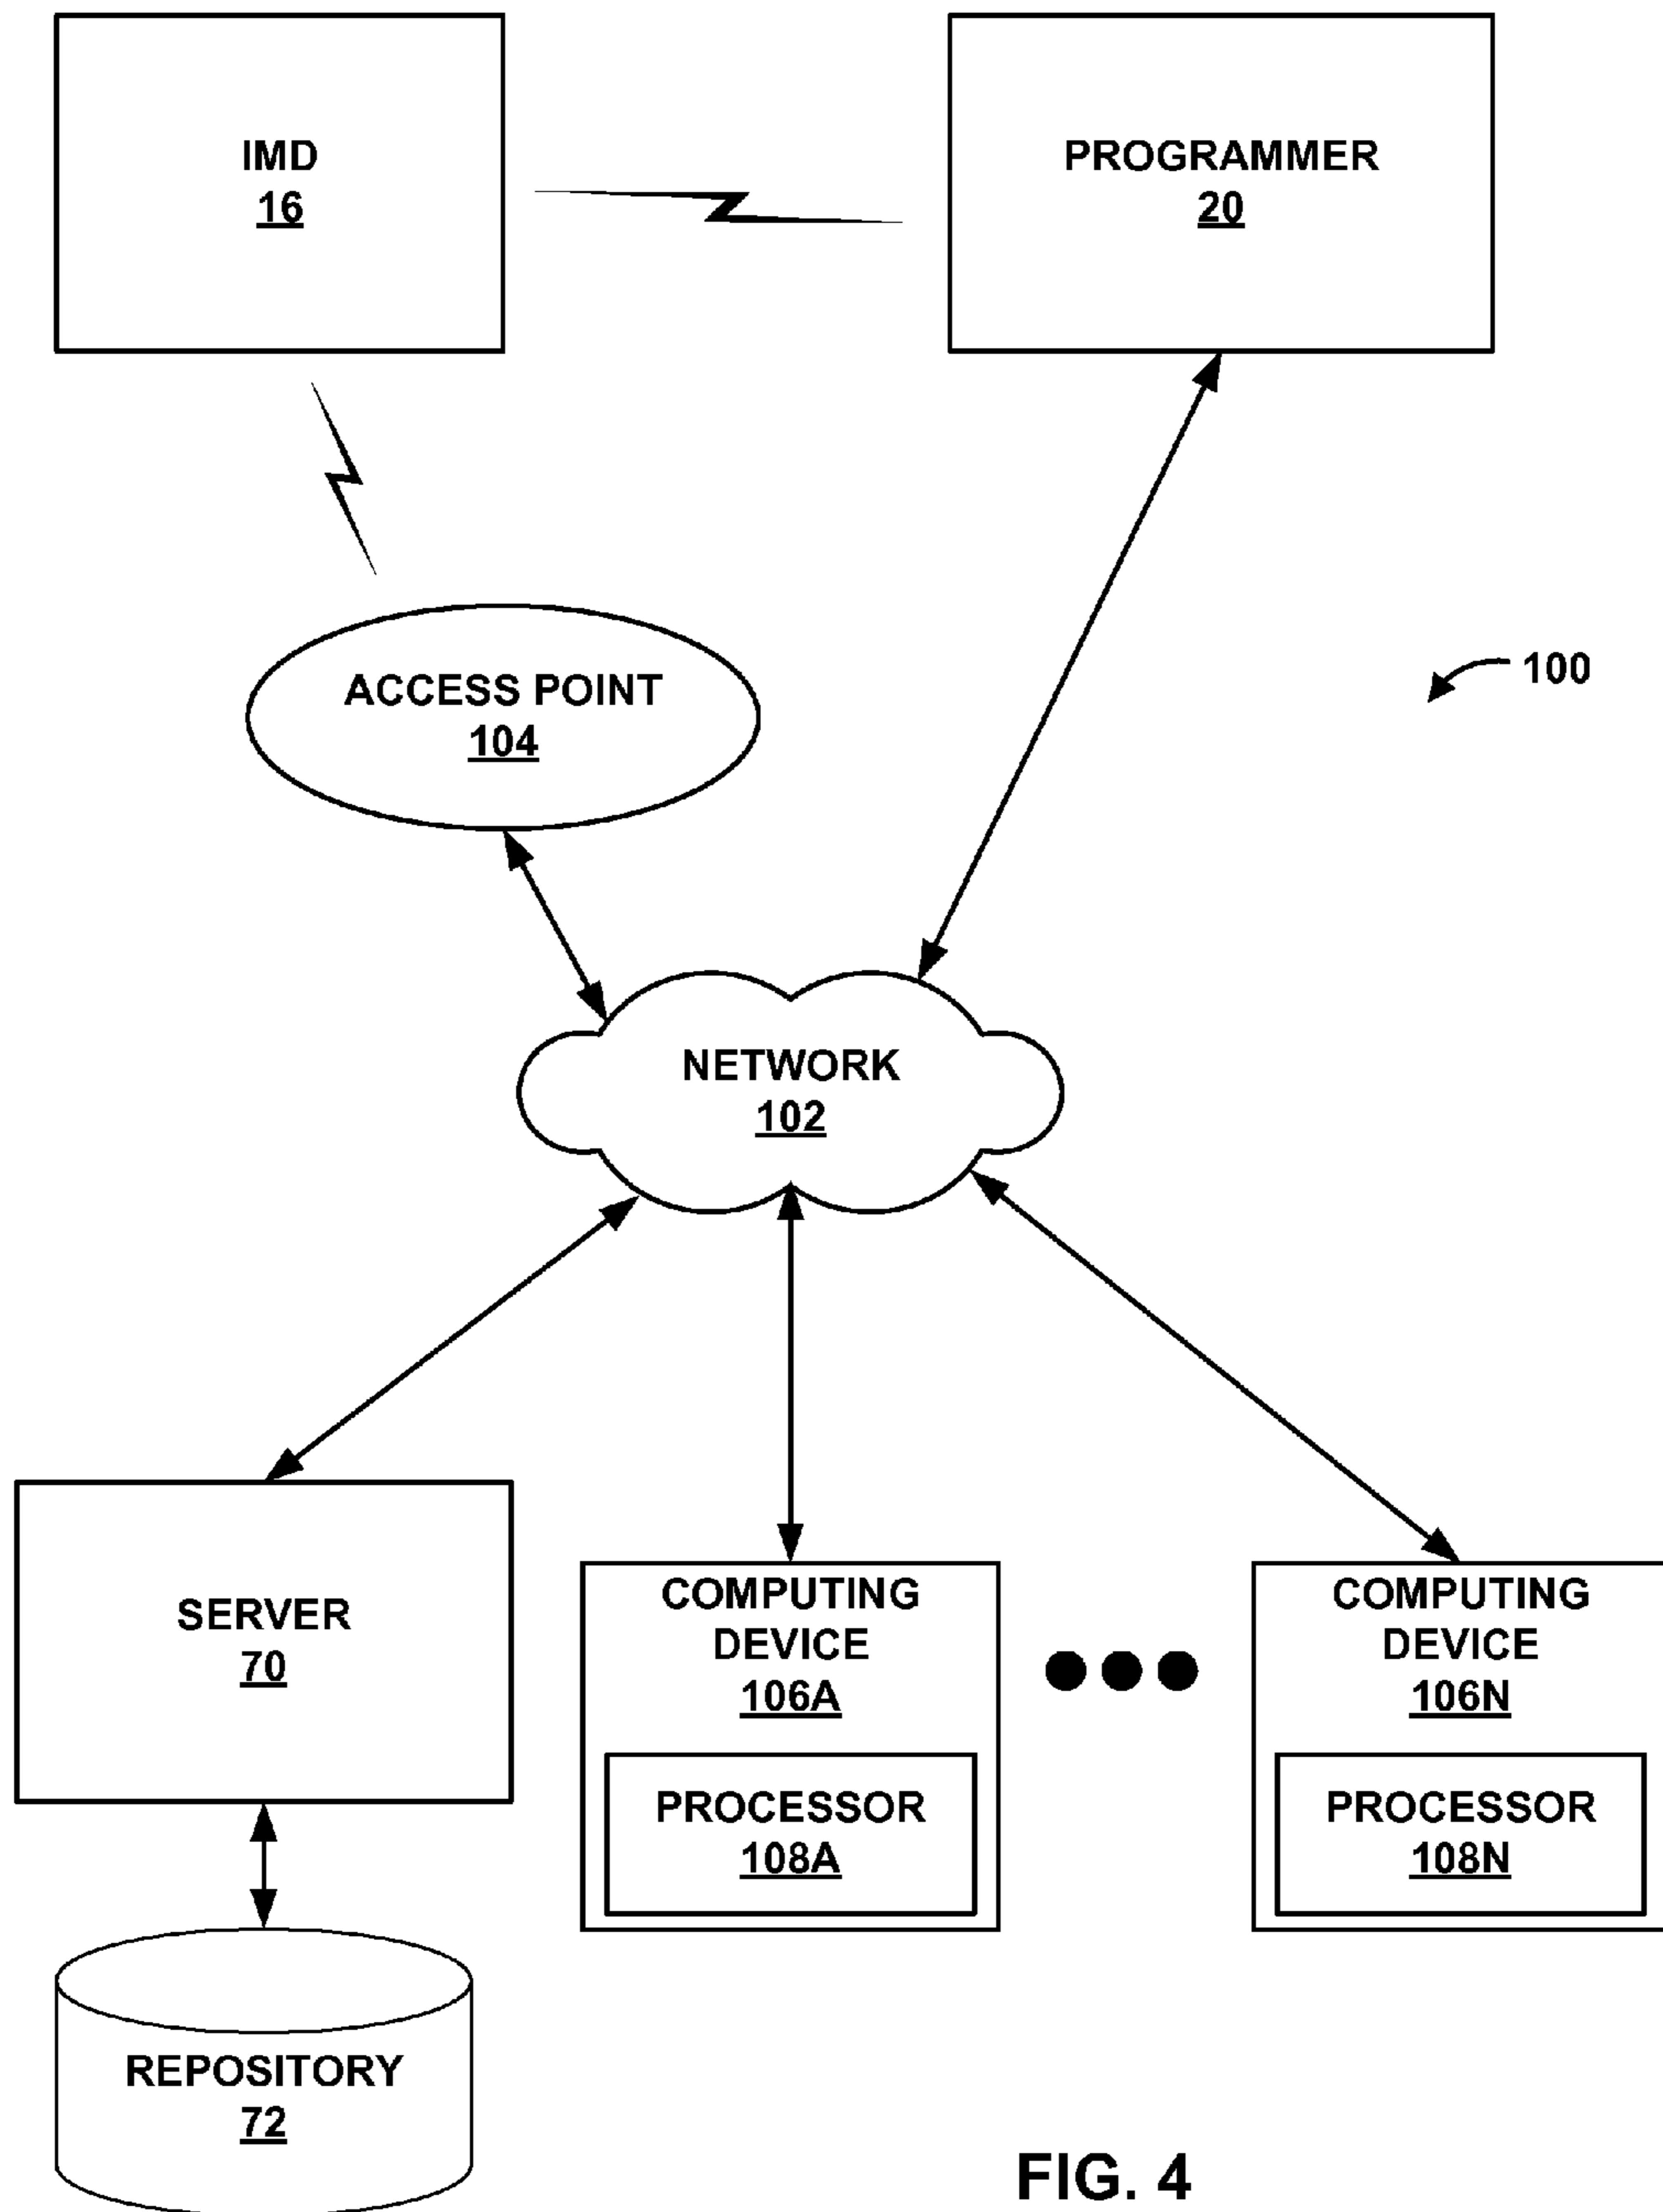 IMD
16
PROGRAMMER
20
ACCESS POINT
104
100
NETWORK
102
SERVER
70
COMPUTING
DEVICE
106A
PROCESSOR
108A
COMPUTING
DEVICE
106N
PROCESSOR
108N
REPOSITORY
72
FIG. 4